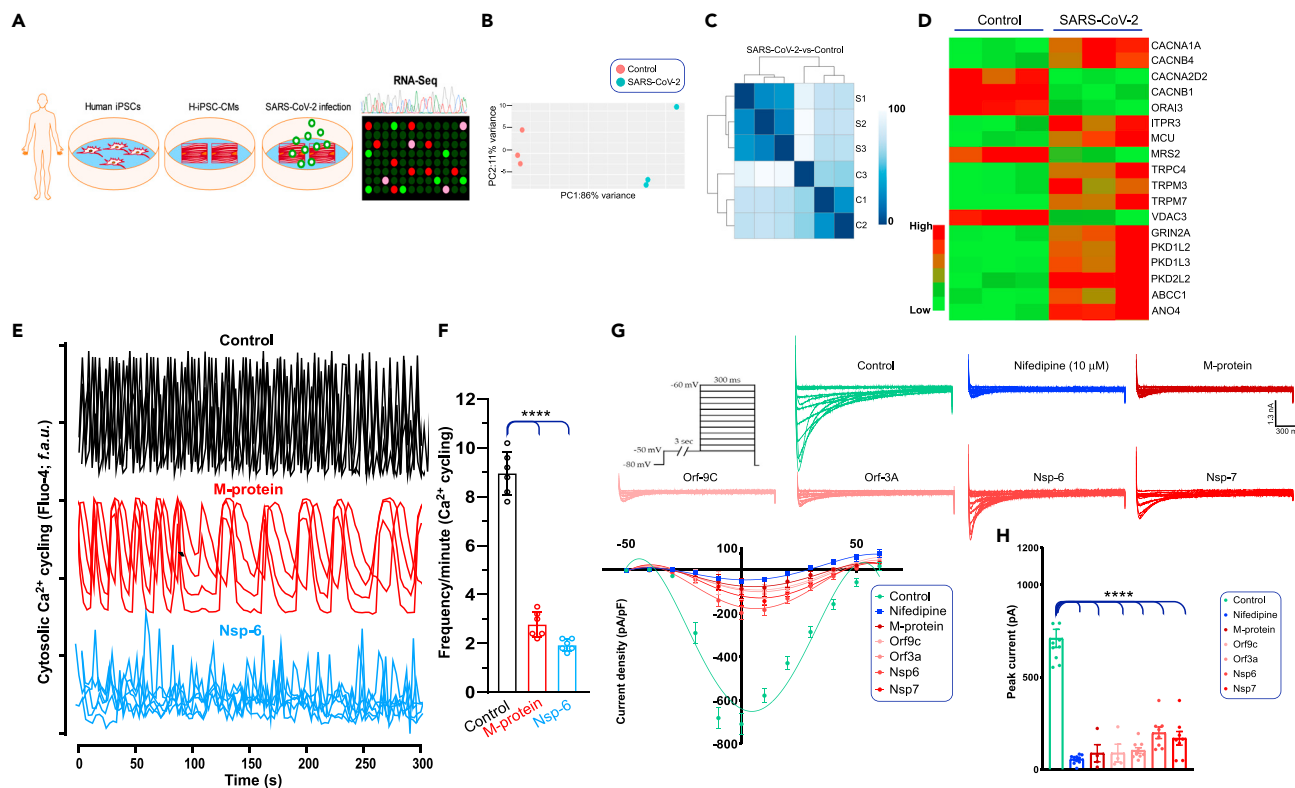 A
Human iPSCs
H-iPSC-CMs
SARS-CoV-2 infection
RNA-Seq
B
Control
SARS-CoV-2
PC2:11% variance
10
5
0
-5
PC1:86% variance
C
SARS-CoV-2-vs-Control
S1
S2
S3
C3
C1
C2
100
0
D
Control
SARS-CoV-2
CACNA1A
CACNB4
CACNA2D2
CACNB1
ORAI3
ITPR3
MCU
MRS2
TRPC4
TRPM3
TRPM7
VDAC3
GRIN2A
PKD1L2
PKD1L3
PKD2L2
ABCC1
ANO4
High
Low
E
Cytosolic Ca²⁺ cycling (Fluo-4; f.a.u.)
Control
M-protein
Nsp-6
0 50 100 150 200 250 300
Time (s)
F
Frequency/minute (Ca²⁺ cycling)
12
10
8
6
4
2
0
****
Control
M-protein
Nsp-6
G
300 ms
-60 mV
3 sec
-50 mV
-80 mV
Control
Nifedipine (10 μM)
M-protein
1.3 nA
300 ms
Orf-9C
Orf-3A
Nsp-6
Nsp-7
Current density (pA/pF)
-50
50
100
-200
-400
-600
-800
Control
Nifedipine
M-protein
Orf9c
Orf3a
Nsp6
Nsp7
H
Peak current (pA)
1200
1000
500
0
****
Control
Nifedipine
M-protein
Orf9c
Orf3a
Nsp6
Nsp7